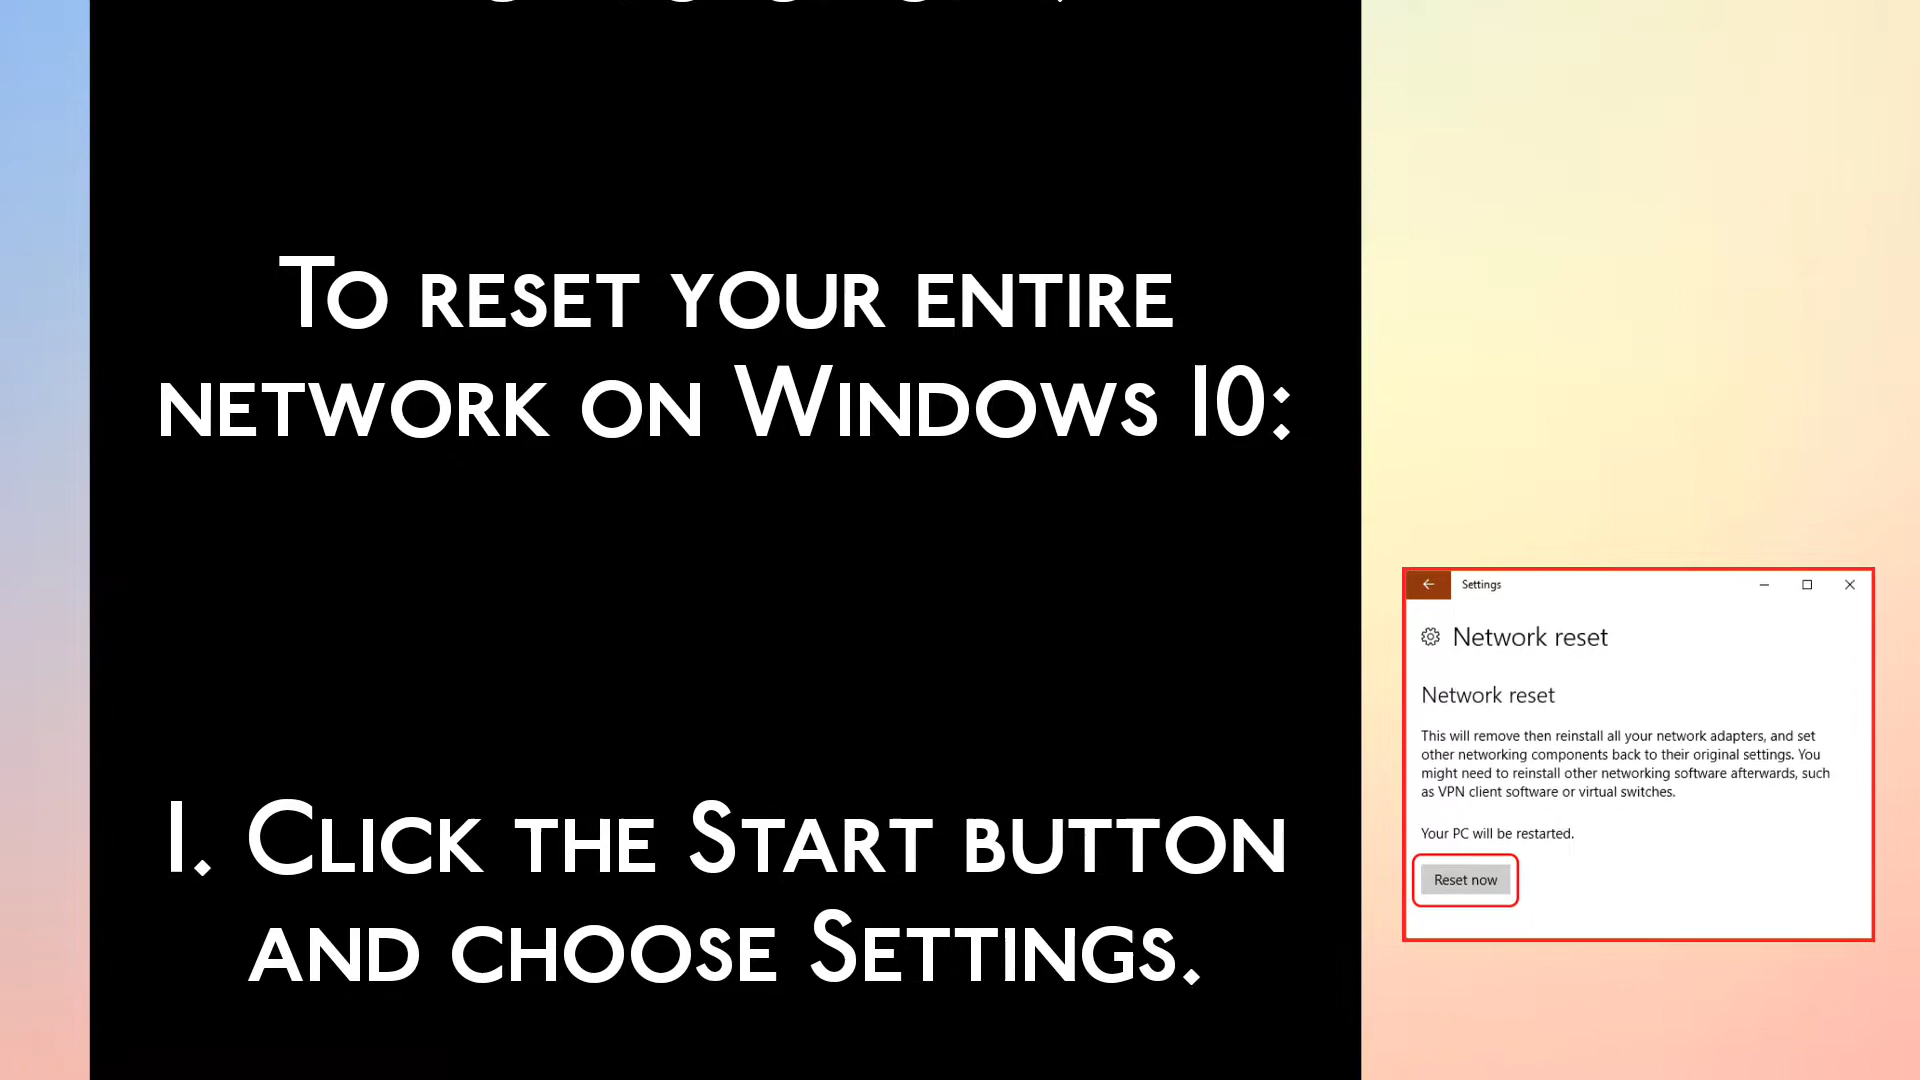 To reset your entire
network on Windows 10:
1. Click the Start button
and choose Settings.
Settings
Network reset
Network reset
This will remove then reinstall all your network adapters, and set
other networking components back to their original settings. You
might need to reinstall other networking software afterwards, such
as VPN client software or virtual switches.
Your PC will be restarted.
Reset now